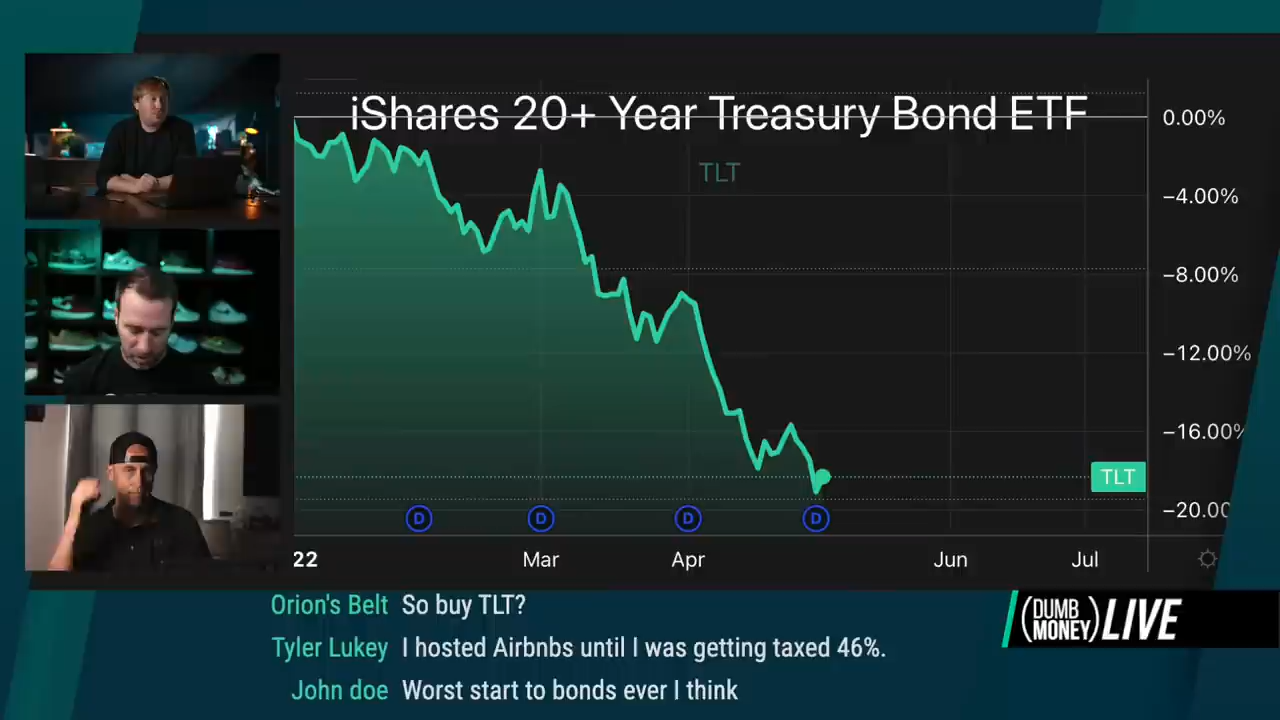 iShares 20+ Year Treasury Bond ETF
TLT
0.00%
−4.00%
−8.00%
−12.00%
−16.00%
−20.00
TLT
D D D D
22 Mar Apr Jun Jul
Orion's Belt So buy TLT?
Tyler Lukey I hosted Airbnbs until I was getting taxed 46%.
John doe Worst start to bonds ever I think
(DUMB MONEY) LIVE